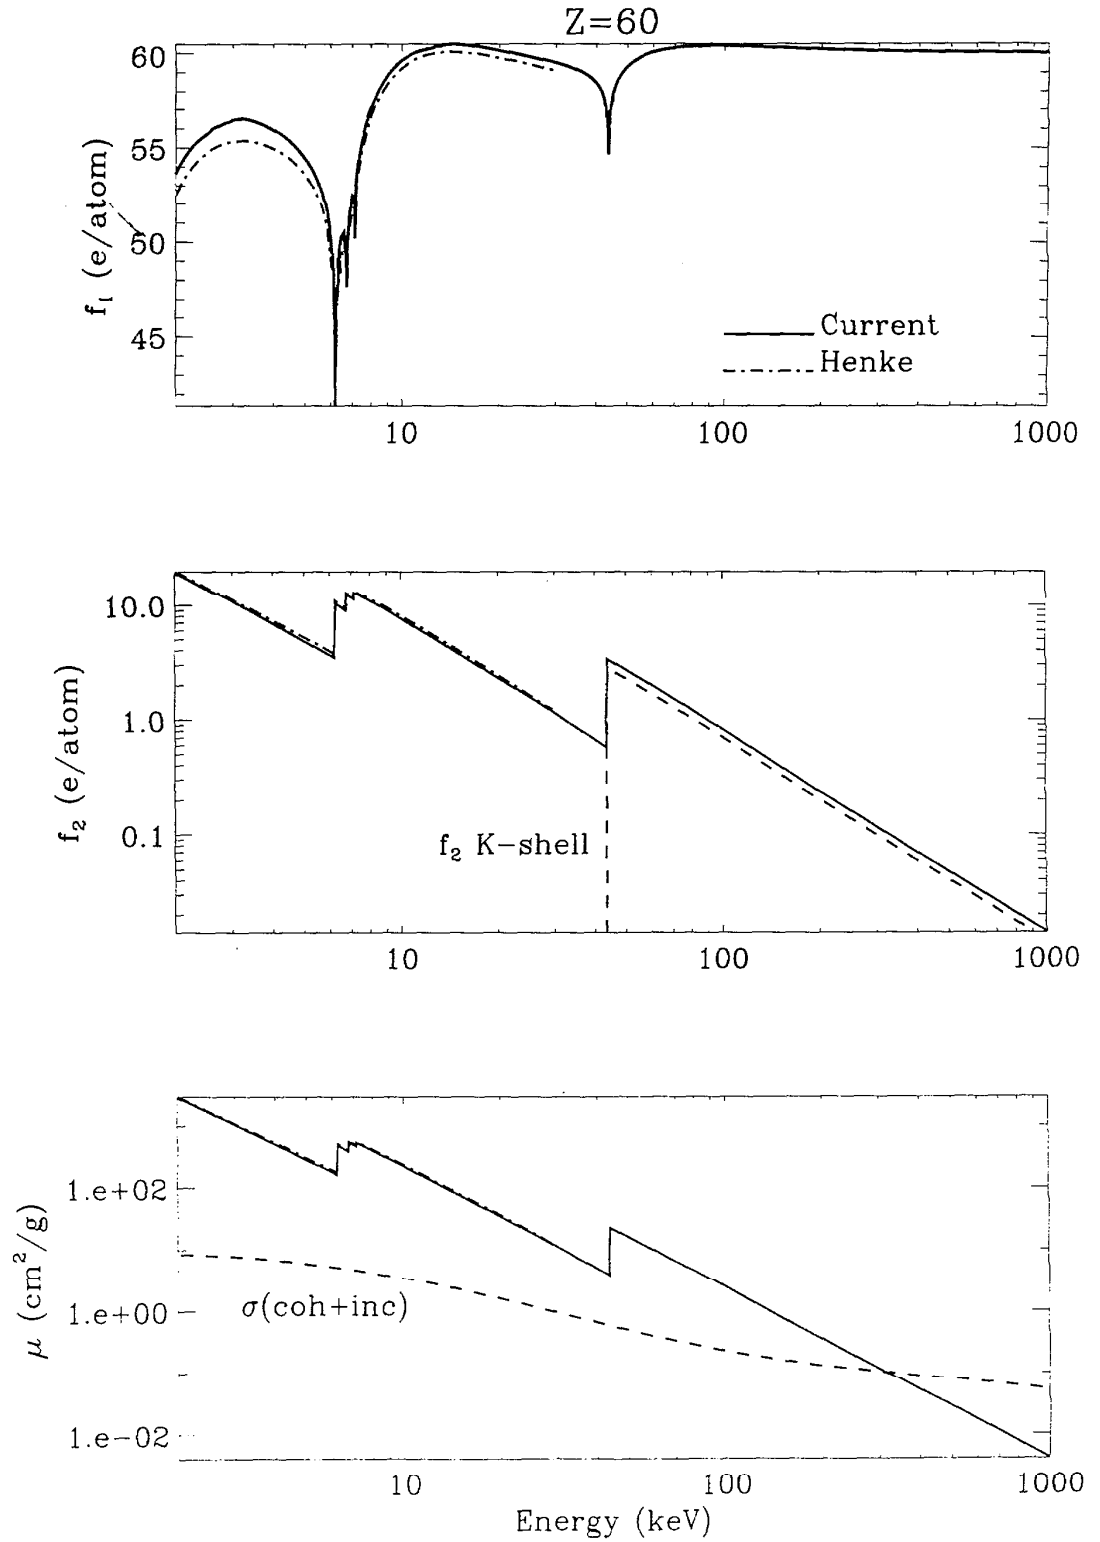 Z=60
60
55
50
45
f₁ (e/atom)
Current
Henke
10
100
1000
10.0
1.0
0.1
f₂ (e/atom)
f₂ K-shell
10
100
1000
1.e+02
1.e+00
1.e-02
μ (cm²/g)
σ(coh+inc)
10
100
1000
Energy (keV)